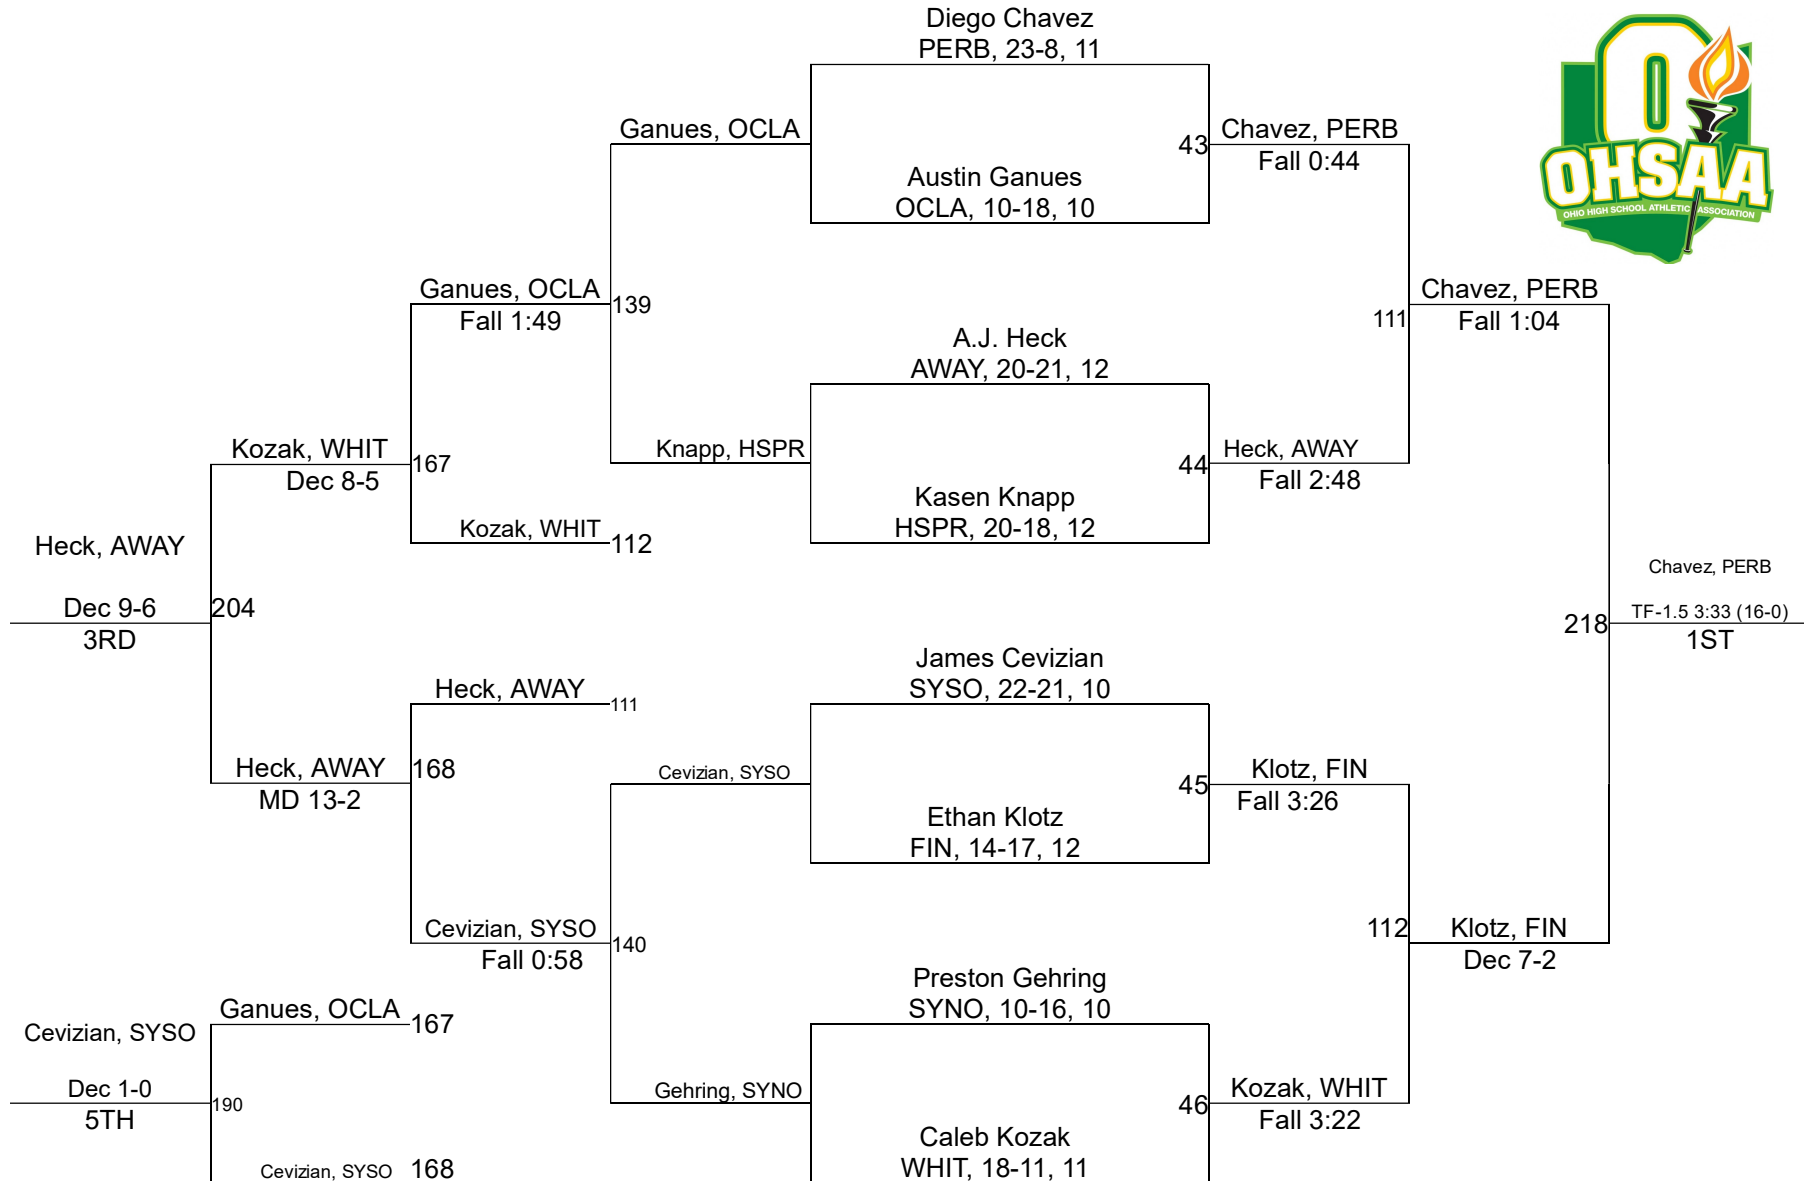 Diego Chavez
PERB, 23-8, 11
Ganues, OCLA
43
Chavez, PERB
Fall 0:44
Austin Ganues
OCLA, 10-18, 10
OHSAA
OHIO HIGH SCHOOL ATHLETIC ASSOCIATION
Ganues, OCLA
Fall 1:49
139
A.J. Heck
AWAY, 20-21, 12
111
Chavez, PERB
Fall 1:04
Kozak, WHIT
Dec 8-5
167
Knapp, HSPR
44
Heck, AWAY
Fall 2:48
Kasen Knapp
HSPR, 20-18, 12
Kozak, WHIT
112
Heck, AWAY
Dec 9-6
3RD
204
Chavez, PERB
TF-1.5 3:33 (16-0)
1ST
218
James Cevizian
SYSO, 22-21, 10
Heck, AWAY
111
Heck, AWAY
MD 13-2
168
Cevizian, SYSO
45
Klotz, FIN
Fall 3:26
Ethan Klotz
FIN, 14-17, 12
Cevizian, SYSO
Fall 0:58
140
112
Klotz, FIN
Dec 7-2
Preston Gehring
SYNO, 10-16, 10
Ganues, OCLA
167
Cevizian, SYSO
Dec 1-0
5TH
190
Gehring, SYNO
46
Kozak, WHIT
Fall 3:22
Caleb Kozak
WHIT, 18-11, 11
Cevizian, SYSO
168